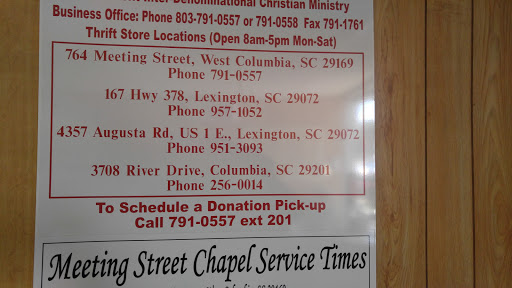 Inter Denominational Christian Ministry
Business Office: Phone 803-791-0557 or 791-0558 Fax 791-1761
Thrift Store Locations (Open 8am-5pm Mon-Sat)
764 Meeting Street, West Columbia, SC 29169
Phone 791-0557
167 Hwy 378, Lexington, SC 29072
Phone 957-1052
4357 Augusta Rd, US 1 E., Lexington, SC 29072
Phone 951-3093
3708 River Drive, Columbia, SC 29201
Phone 256-0014
To Schedule a Donation Pick-up
Call 791-0557 ext 201
Meeting Street Chapel Service Times